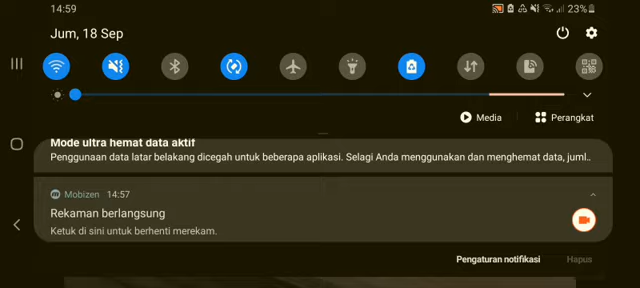 14:59
23%
Jum, 18 Sep
Media
Perangkat
Mode ultra hemat data aktif
Penggunaan data latar belakang dicegah untuk beberapa aplikasi. Selagi Anda menggunakan dan menghemat data, juml..
Mobizen 14:57
Rekaman berlangsung
Ketuk di sini untuk berhenti merekam.
Pengaturan notifikasi
Hapus